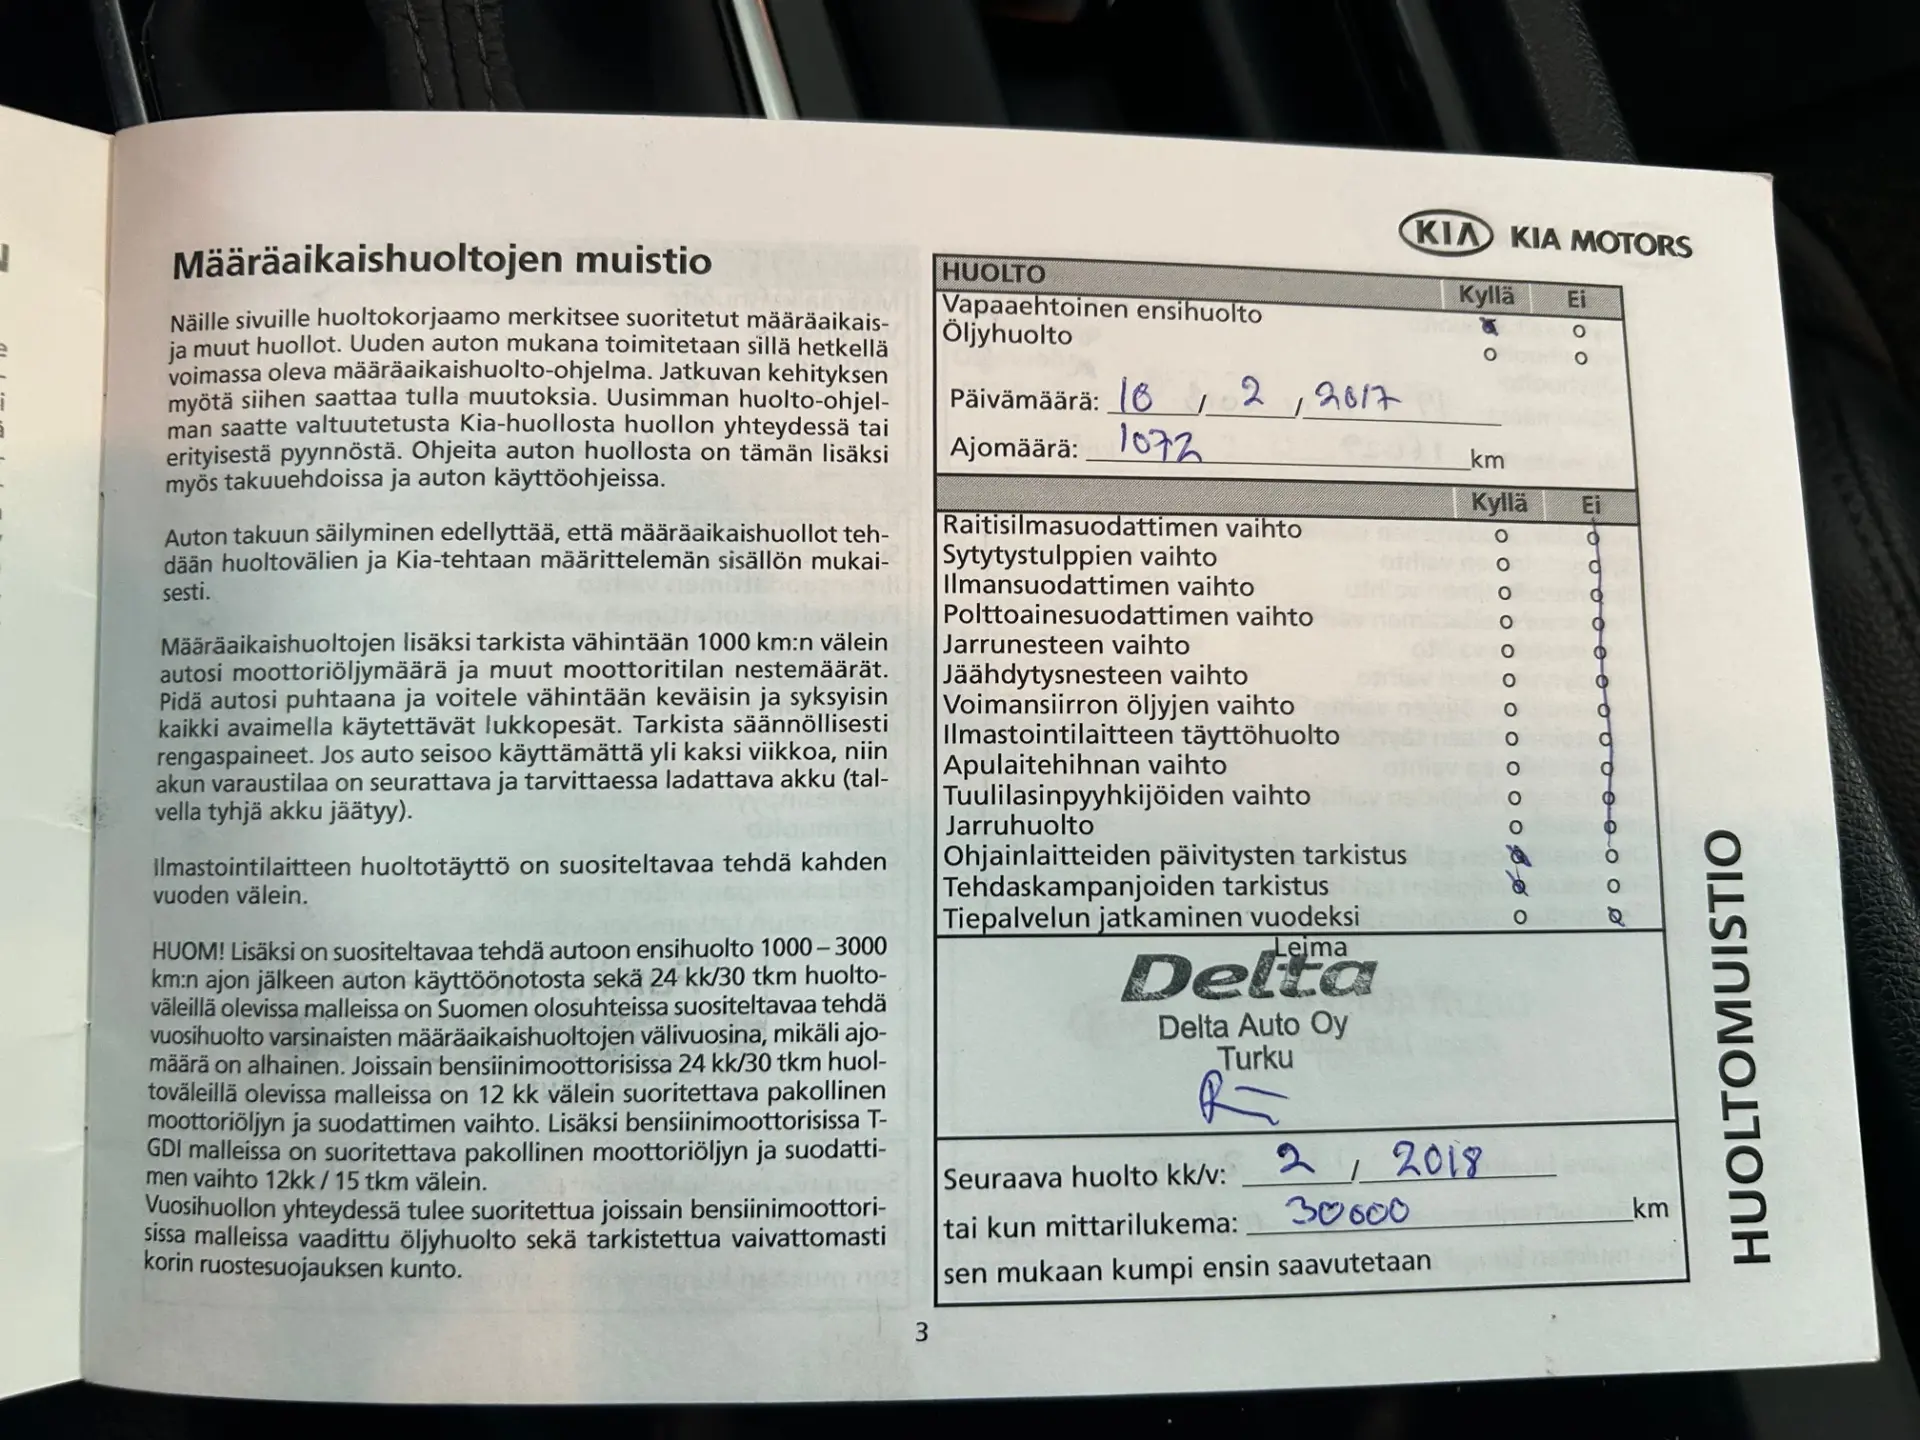 Määräaikaishuoltojen muistio
Näille sivuille huoltokorjaamo merkitsee suoritetut määräaikais-
ja muut huollot. Uuden auton mukana toimitetaan sillä hetkellä
voimassa oleva määräaikaishuolto-ohjelma. Jatkuvan kehityksen
myötä siihen saattaa tulla muutoksia. Uusimman huolto-ohjel-
man saatte valtuutetusta Kia-huollosta huollon yhteydessä tai
erityisestä pyynnöstä. Ohjeita auton huollosta on tämän lisäksi
myös takuuehdoissa ja auton käyttöohjeissa.
Auton takuun säilyminen edellyttää, että määräaikaishuollot teh-
dään huoltovälien ja Kia-tehtaan määrittelemän sisällön mukai-
sesti.
Määräaikaishuoltojen lisäksi tarkista vähintään 1000 km:n välein
autosi moottoriöljymäärä ja muut moottoritilan nestemäärät.
Pidä autosi puhtaana ja voitele vähintään keväisin ja syksyisin
kaikki avaimella käytettävät lukkopesät. Tarkista säännöllisesti
rengaspaineet. Jos auto seisoo käyttämättä yli kaksi viikkoa, niin
akun varaustilaa on seurattava ja tarvittaessa ladattava akku (tal-
vella tyhjä akku jäätyy).
Ilmastointilaitteen huoltotäyttö on suositeltavaa tehdä kahden
vuoden välein.
HUOM! Lisäksi on suositeltavaa tehdä autoon ensihuolto 1000 – 3000
km:n ajon jälkeen auton käyttöönotosta sekä 24 kk/30 tkm huolto-
väleillä olevissa malleissa on Suomen olosuhteissa suositeltavaa tehdä
vuosihuolto varsinaisten määräaikaishuoltojen välivuosina, mikäli ajo-
määrä on alhainen. Joissain bensiinimoottorisissa 24 kk/30 tkm huol-
toväleillä olevissa malleissa on 12 kk välein suoritettava pakollinen
moottoriöljyn ja suodattimen vaihto. Lisäksi bensiinimoottorisissa T-
GDI malleissa on suoritettava pakollinen moottoriöljyn ja suodatti-
men vaihto 12kk / 15 tkm välein.
Vuosihuollon yhteydessä tulee suoritettua joissain bensiinimoottori-
sissa malleissa vaadittu öljyhuolto sekä tarkistettua vaivattomasti
korin ruostesuojauksen kunto.
KIA KIA MOTORS
HUOLTO Kyllä Ei
Vapaaehtoinen ensihuolto
Öljyhuolto
Päivämäärä: 10 / 2 / 2017
Ajomäärä: 1072 km
Kyllä Ei
Raitisilmasuodattimen vaihto
Sytytystulppien vaihto
Ilmansuodattimen vaihto
Polttoainesuodattimen vaihto
Jarrunesteen vaihto
Jäähdytysnesteen vaihto
Voimansiirron öljyjen vaihto
Ilmastointilaitteen täyttöhuolto
Apulaitehihnan vaihto
Tuulilasinpyyhkijöiden vaihto
Jarruhuolto
Ohjainlaitteiden päivitysten tarkistus
Tehdaskampanjoiden tarkistus
Tiepalvelun jatkaminen vuodeksi
Leima
Delta
Delta Auto Oy
Turku
Seuraava huolto kk/v: 2 / 2018
tai kun mittarilukema: 30000 km
sen mukaan kumpi ensin saavutetaan
HUOLTOMUISTIO
3